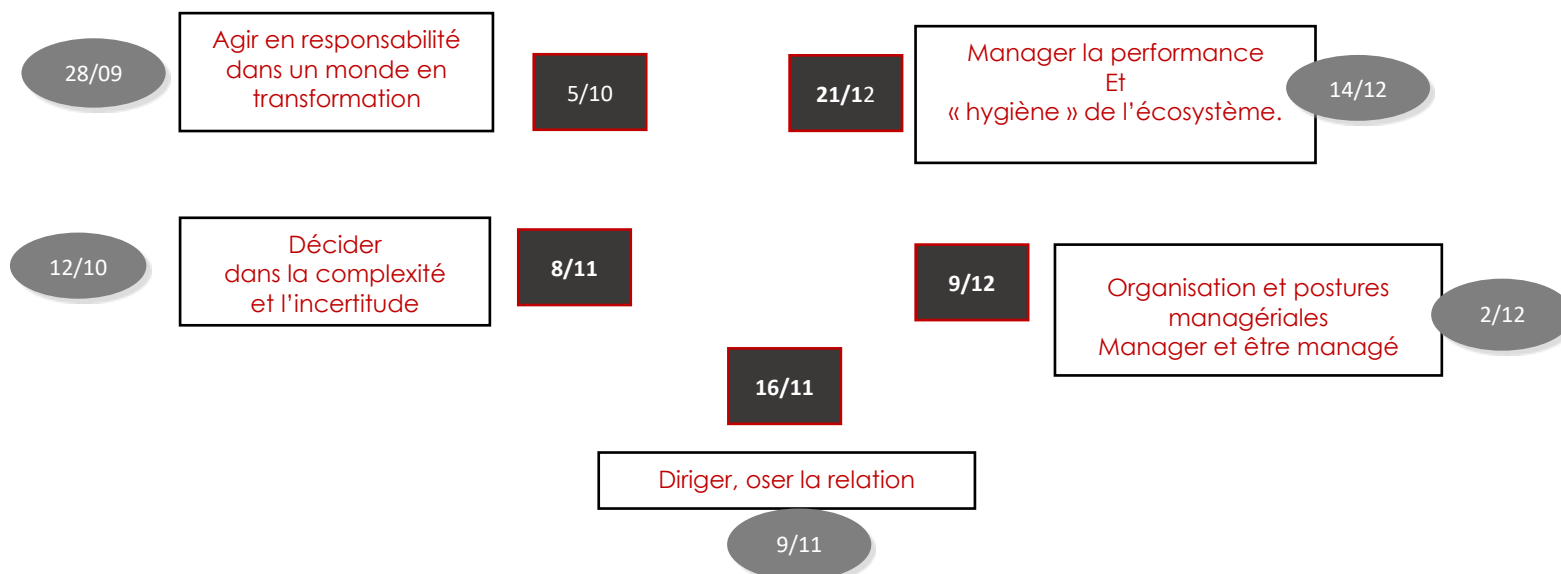 28/09
Agir en responsabilité
dans un monde en
transformation
5/10
21/12
Manager la performance
Et
« hygiène » de l’écosystème.
14/12
12/10
Décider
dans la complexité
et l’incertitude
8/11
9/12
Organisation et postures
managériales
Manager et être managé
2/12
16/11
Diriger, oser la relation
9/11